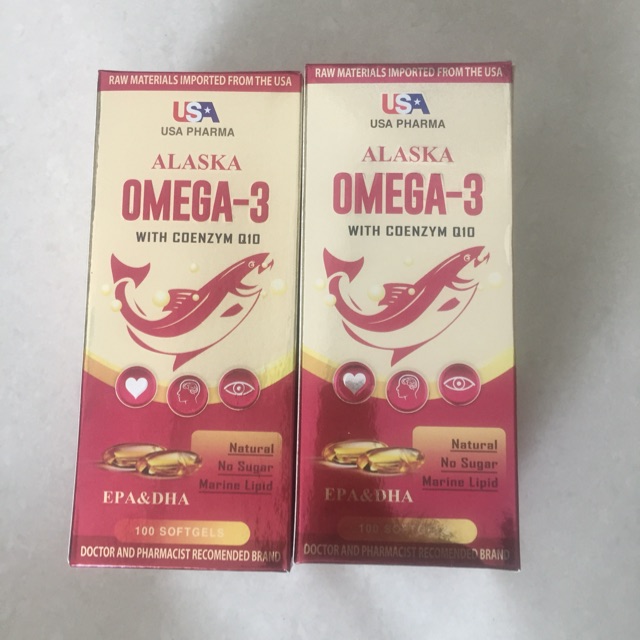 RAW MATERIALS IMPORTED FROM THE USA
USA
USA PHARMA
ALASKA
OMEGA-3
WITH COENZYM Q10
Natural
No Sugar
Marine Lipid
EPA&DHA
100 SOFTGELS
DOCTOR AND PHARMACIST RECOMENDED BRAND
RAW MATERIALS IMPORTED FROM THE USA
USA
USA PHARMA
ALASKA
OMEGA-3
WITH COENZYM Q10
Natural
No Sugar
Marine Lipid
EPA&DHA
100 SOFTGELS
DOCTOR AND PHARMACIST RECOMENDED BRAND